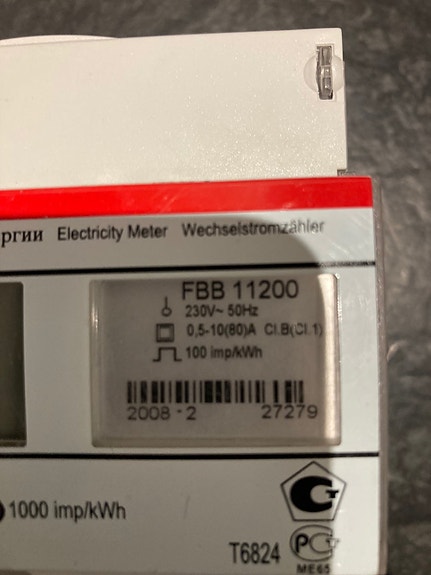 ргии Electricity Meter Wechselstromzähler
FBB 11200
230V~ 50Hz
0,5-10(80)A Cl.B(Cl.1)
100 imp/kWh
2008 - 2 27279
1000 imp/kWh
T6824
ME65